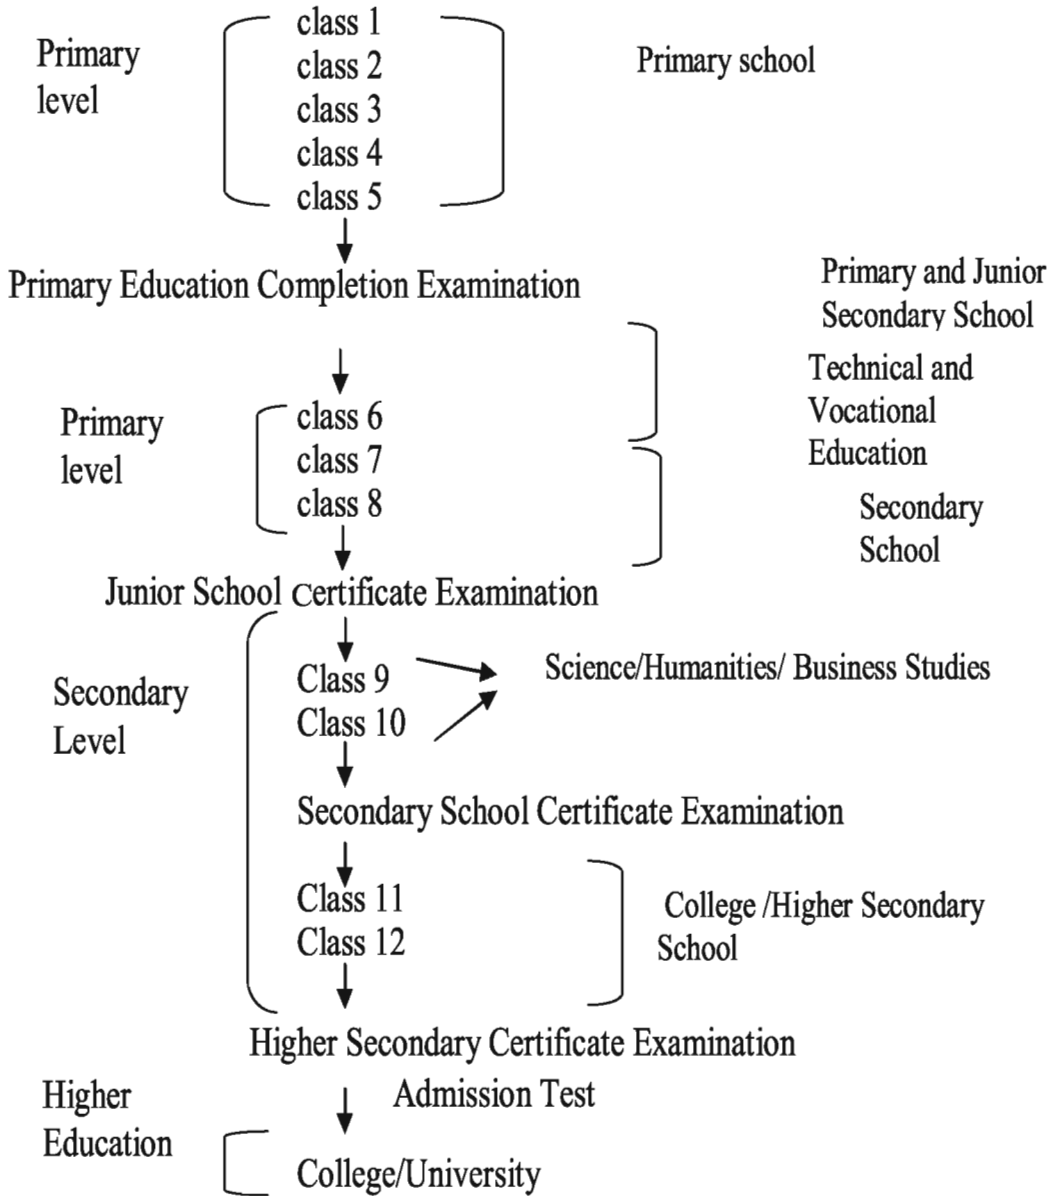 class 1
Primary
level
class 2
class 3
class 4
class 5
Primary school
Primary Education Completion Examination
Primary and Junior
Secondary School
Technical and
Vocational
Education
Primary
level
class 6
class 7
class 8
Secondary
School
Junior School Certificate Examination
Secondary
Level
Class 9
Class 10
Science/Humanities/ Business Studies
Secondary School Certificate Examination
Class 11
Class 12
College /Higher Secondary
School
Higher Secondary Certificate Examination
Admission Test
Higher
Education
College/University